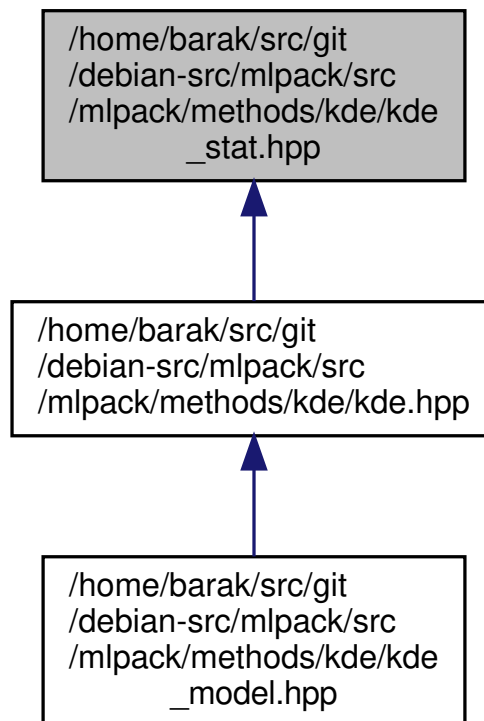 /home/barak/src/git
/debian-src/mlpack/src
/mlpack/methods/kde/kde
_stat.hpp
/home/barak/src/git
/debian-src/mlpack/src
/mlpack/methods/kde/kde.hpp
/home/barak/src/git
/debian-src/mlpack/src
/mlpack/methods/kde/kde
_model.hpp